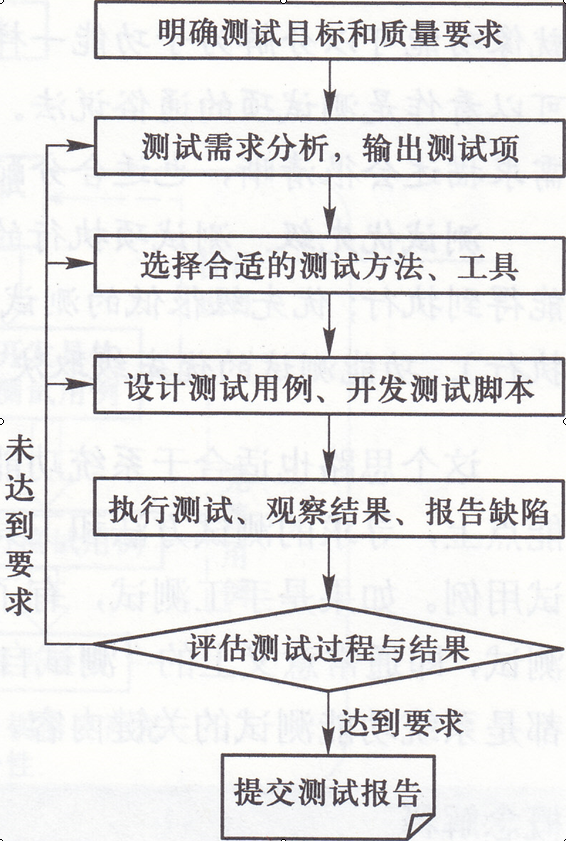 明确测试目标和质量要求
测试需求分析，输出测试项
选择合适的测试方法、工具
设计测试用例、开发测试脚本
未达到要求
执行测试、观察结果、报告缺陷
评估测试过程与结果
达到要求
提交测试报告